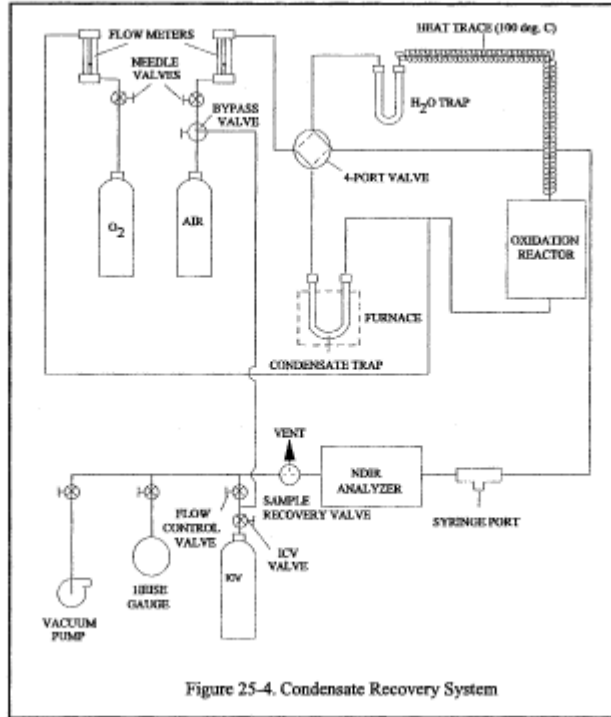 FLOW METERS
HEAT TRACE (100 deg. C)
NEEDLE
VALVES
H2O TRAP
BYPASS
VALVE
4-PORT VALVE
O2
AIR
OXIDATION
REACTOR
FURNACE
CONDENSATE TRAP
VENT
NDIR
ANALYZER
SAMPLE
RECOVERY VALVE
FLOW
CONTROL
VALVE
SYRINGE PORT
ICV
VALVE
HEISE
GAUGE
ICV
VACUUM
PUMP
Figure 25-4. Condensate Recovery System